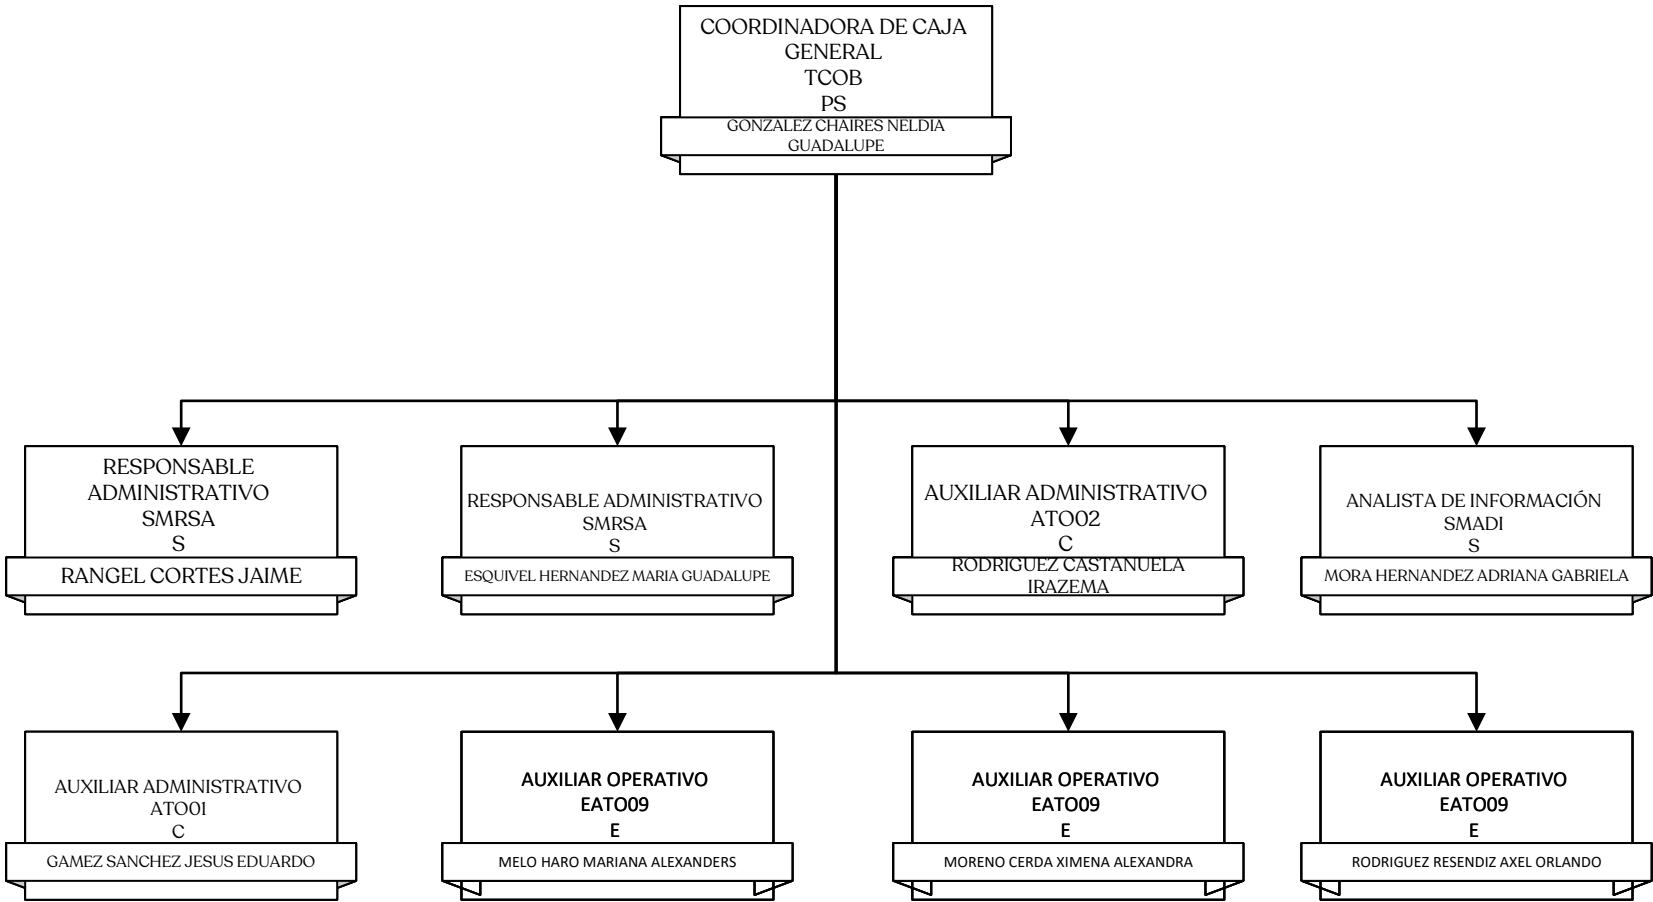 COORDINADORA DE CAJA
GENERAL
TCOB
PS
GONZALEZ CHAIRES NELDIA
GUADALUPE
RESPONSABLE
ADMINISTRATIVO
SMRSA
S
RANGEL CORTES JAIME
RESPONSABLE ADMINISTRATIVO
SMRSA
S
ESQUIVEL HERNANDEZ MARIA GUADALUPE
AUXILIAR ADMINISTRATIVO
ATO02
C
RODRIGUEZ CASTANUELA
IRAZEMA
ANALISTA DE INFORMACIÓN
SMADI
S
MORA HERNANDEZ ADRIANA GABRIELA
AUXILIAR ADMINISTRATIVO
ATO01
C
GAMEZ SANCHEZ JESUS EDUARDO
AUXILIAR OPERATIVO
EATO09
E
MELO HARO MARIANA ALEXANDERS
AUXILIAR OPERATIVO
EATO09
E
MORENO CERDA XIMENA ALEXANDRA
AUXILIAR OPERATIVO
EATO09
E
RODRIGUEZ RESENDIZ AXEL ORLANDO